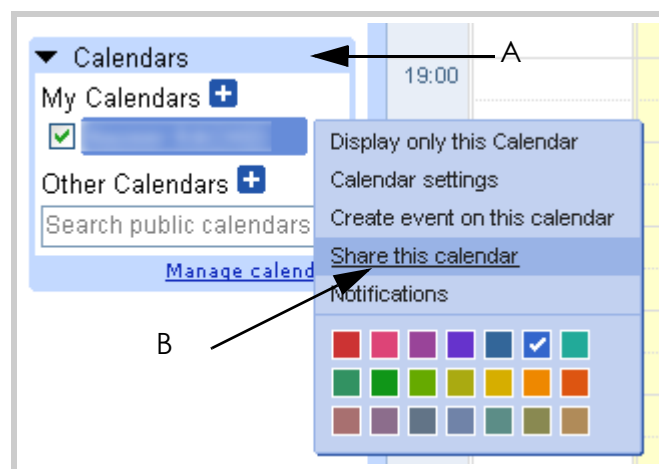 A
Calendars
19:00
My Calendars
Display only this Calendar
Other Calendars
Calendar settings
Search public calendars
Create event on this calendar
Share this calendar
Manage calend
Notifications
B